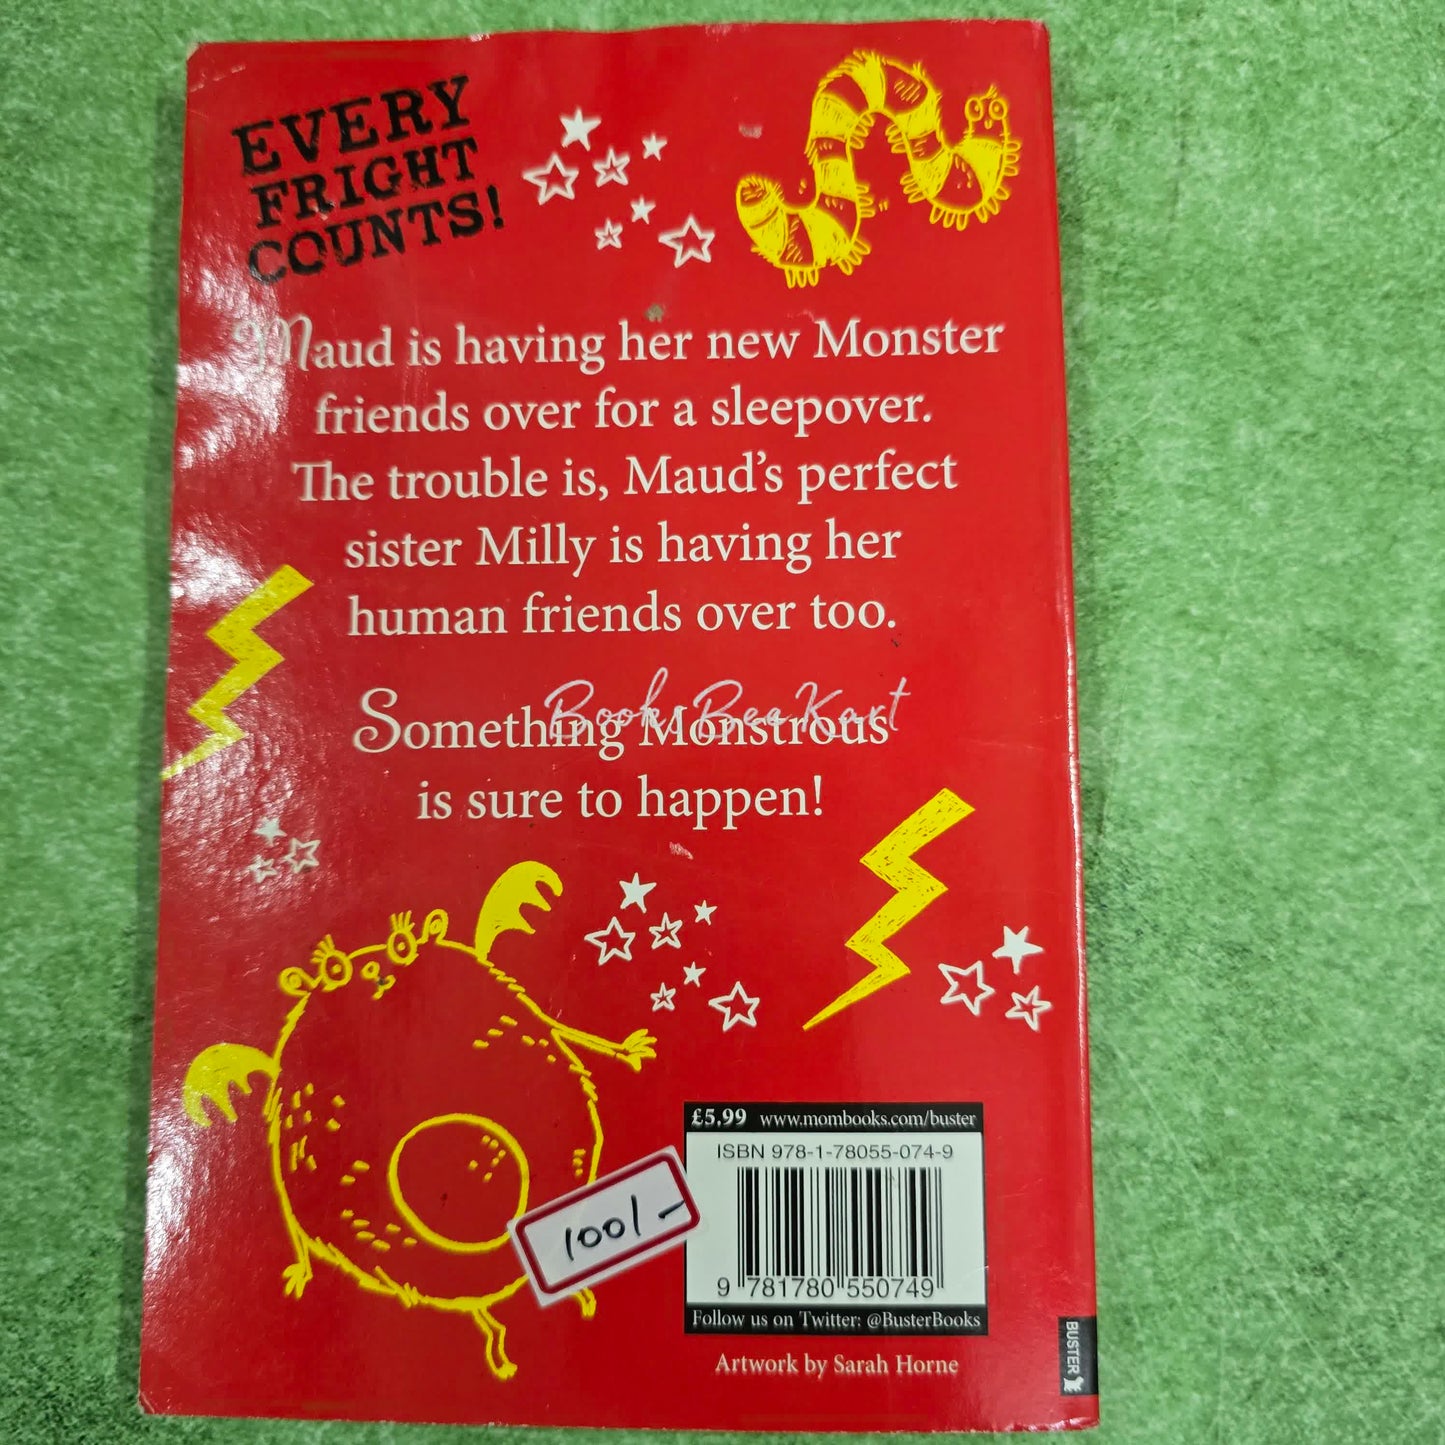 EVERY
FRIGHT
COUNTS!
Maud is having her new Monster
friends over for a sleepover.
The trouble is, Maud's perfect
sister Milly is having her
human friends over too.
BooksBeeKart
Something Monstrous
is sure to happen!
£5.99 www.mombooks.com/buster
ISBN 978-1-78055-074-9
100/-
9 781780 550749
Follow us on Twitter: @BusterBooks
Artwork by Sarah Horne
BUSTER